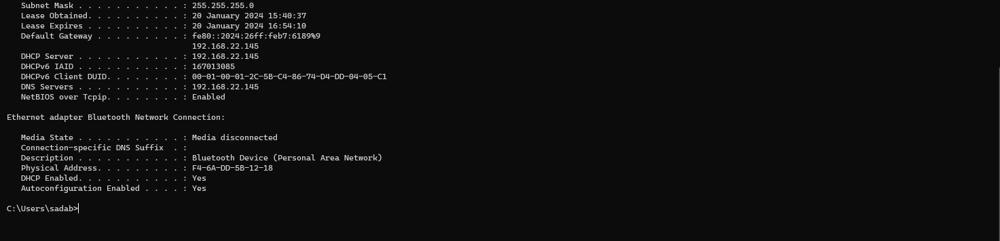 Subnet Mask . . . . . . . . . . . : 255.255.255.0
Lease Obtained. . . . . . . . . . : 20 January 2024 15:40:37
Lease Expires . . . . . . . . . . : 20 January 2024 16:54:10
Default Gateway . . . . . . . . . : fe80::2024:26ff:feb7:6189%9
192.168.22.145
DHCP Server . . . . . . . . . . . : 192.168.22.145
DHCPv6 IAID . . . . . . . . . . . : 167013085
DHCPv6 Client DUID. . . . . . . . : 00-01-00-01-2C-5B-C4-86-74-D4-DD-04-05-C1
DNS Servers . . . . . . . . . . . : 192.168.22.145
NetBIOS over Tcpip. . . . . . . . : Enabled
Ethernet adapter Bluetooth Network Connection:
Media State . . . . . . . . . . . : Media disconnected
Connection-specific DNS Suffix  . :
Description . . . . . . . . . . . : Bluetooth Device (Personal Area Network)
Physical Address. . . . . . . . . : F4-6A-DD-5B-12-18
DHCP Enabled. . . . . . . . . . . : Yes
Autoconfiguration Enabled . . . . : Yes
C:\Users\sadab>